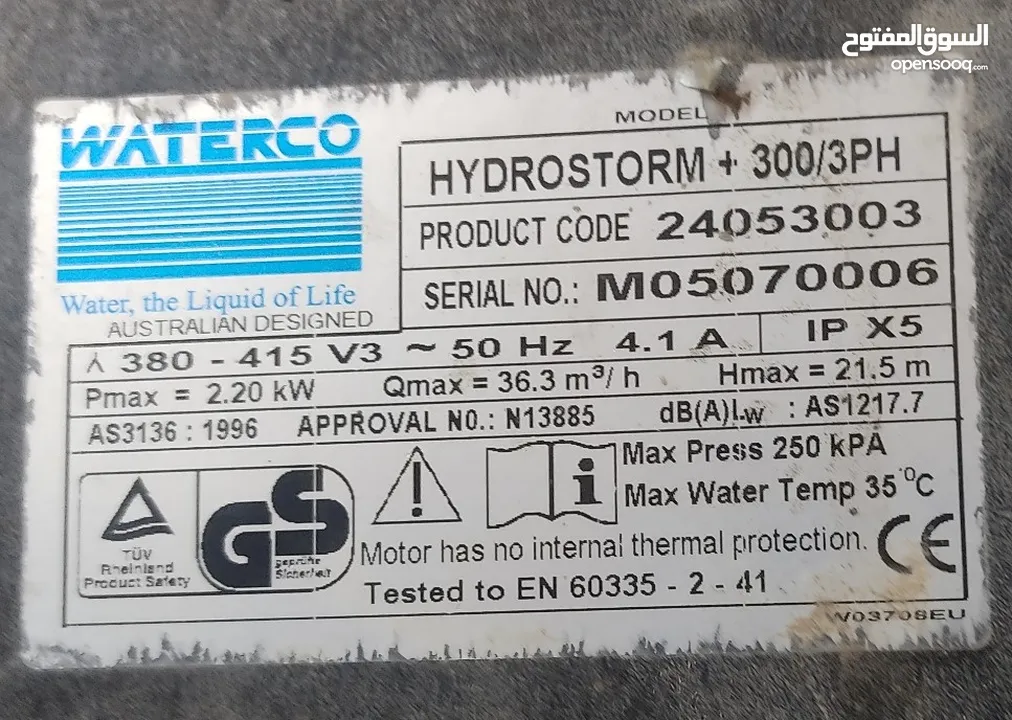 السوق المفتوح
opensooq.com
WATERCO
Water, the Liquid of Life
AUSTRALIAN DESIGNED
MODEL
HYDROSTORM + 300/3PH
PRODUCT CODE 24053003
SERIAL NO.: M05070006
⅄ 380 - 415 V3 ~ 50 Hz 4.1 A IP X5
Pmax = 2.20 kW Qmax = 36.3 m³/ h Hmax = 21.5 m
AS3136 : 1996 APPROVAL NO.: N13885 dB(A)Lw : AS1217.7
Max Press 250 kPA
Max Water Temp 35 °C
TÜV
Rheinland
Product Safety
GS
geprüfte
Sicherheit
Motor has no internal thermal protection. CE
Tested to EN 60335 - 2 - 41
W03708EU